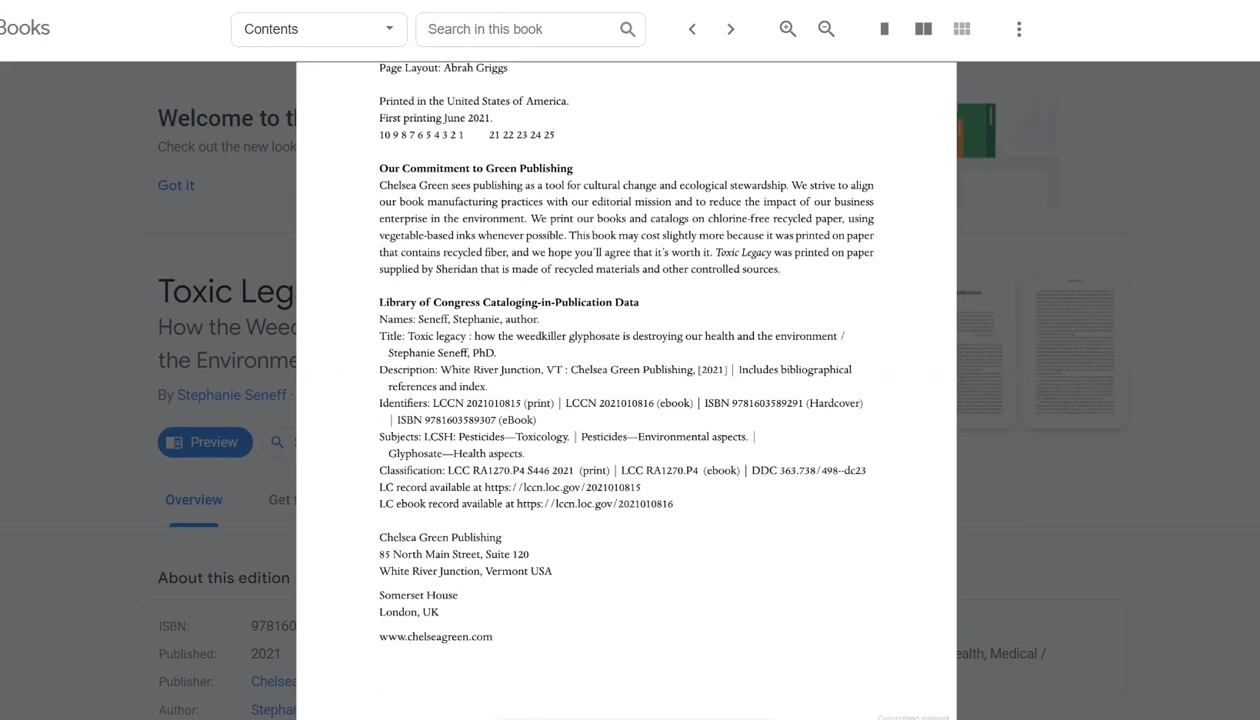 Books
Contents
Search in this book
Page Layout: Abrah Griggs
Printed in the United States of America.
First printing June 2021.
10 9 8 7 6 5 4 3 2 1 21 22 23 24 25
Our Commitment to Green Publishing
Chelsea Green sees publishing as a tool for cultural change and ecological stewardship. We strive to align
our book manufacturing practices with our editorial mission and to reduce the impact of our business
enterprise in the environment. We print our books and catalogs on chlorine-free recycled paper, using
vegetable-based inks whenever possible. This book may cost slightly more because it was printed on paper
that contains recycled fiber, and we hope you'll agree that it's worth it. Toxic Legacy was printed on paper
supplied by Sheridan that is made of recycled materials and other controlled sources.
Library of Congress Cataloging-in-Publication Data
Names: Seneff, Stephanie, author.
Title: Toxic legacy : how the weedkiller glyphosate is destroying our health and the environment /
Stephanie Seneff, PhD.
Description: White River Junction, VT : Chelsea Green Publishing, [2021] | Includes bibliographical
references and index.
Identifiers: LCCN 2021010815 (print) | LCCN 2021010816 (ebook) | ISBN 9781603589291 (Hardcover)
| ISBN 9781603589307 (eBook)
Subjects: LCSH: Pesticides—Toxicology. | Pesticides—Environmental aspects. |
Glyphosate—Health aspects.
Classification: LCC RA1270.P4 S446 2021 (print) | LCC RA1270.P4 (ebook) | DDC 363.738/498--dc23
LC record available at https://lccn.loc.gov/2021010815
LC ebook record available at https://lccn.loc.gov/2021010816
Chelsea Green Publishing
85 North Main Street, Suite 120
White River Junction, Vermont USA
Somerset House
London, UK
www.chelseagreen.com
Copyrighted material
Welcome to th
Check out the new look
Got it
Toxic Leg
How the Weed
the Environme
By Stephanie Seneff ·
Preview
Overview Get
About this edition
ISBN: 978160
Published: 2021
Publisher: Chelsea
Author: Stepha
ealth, Medical /